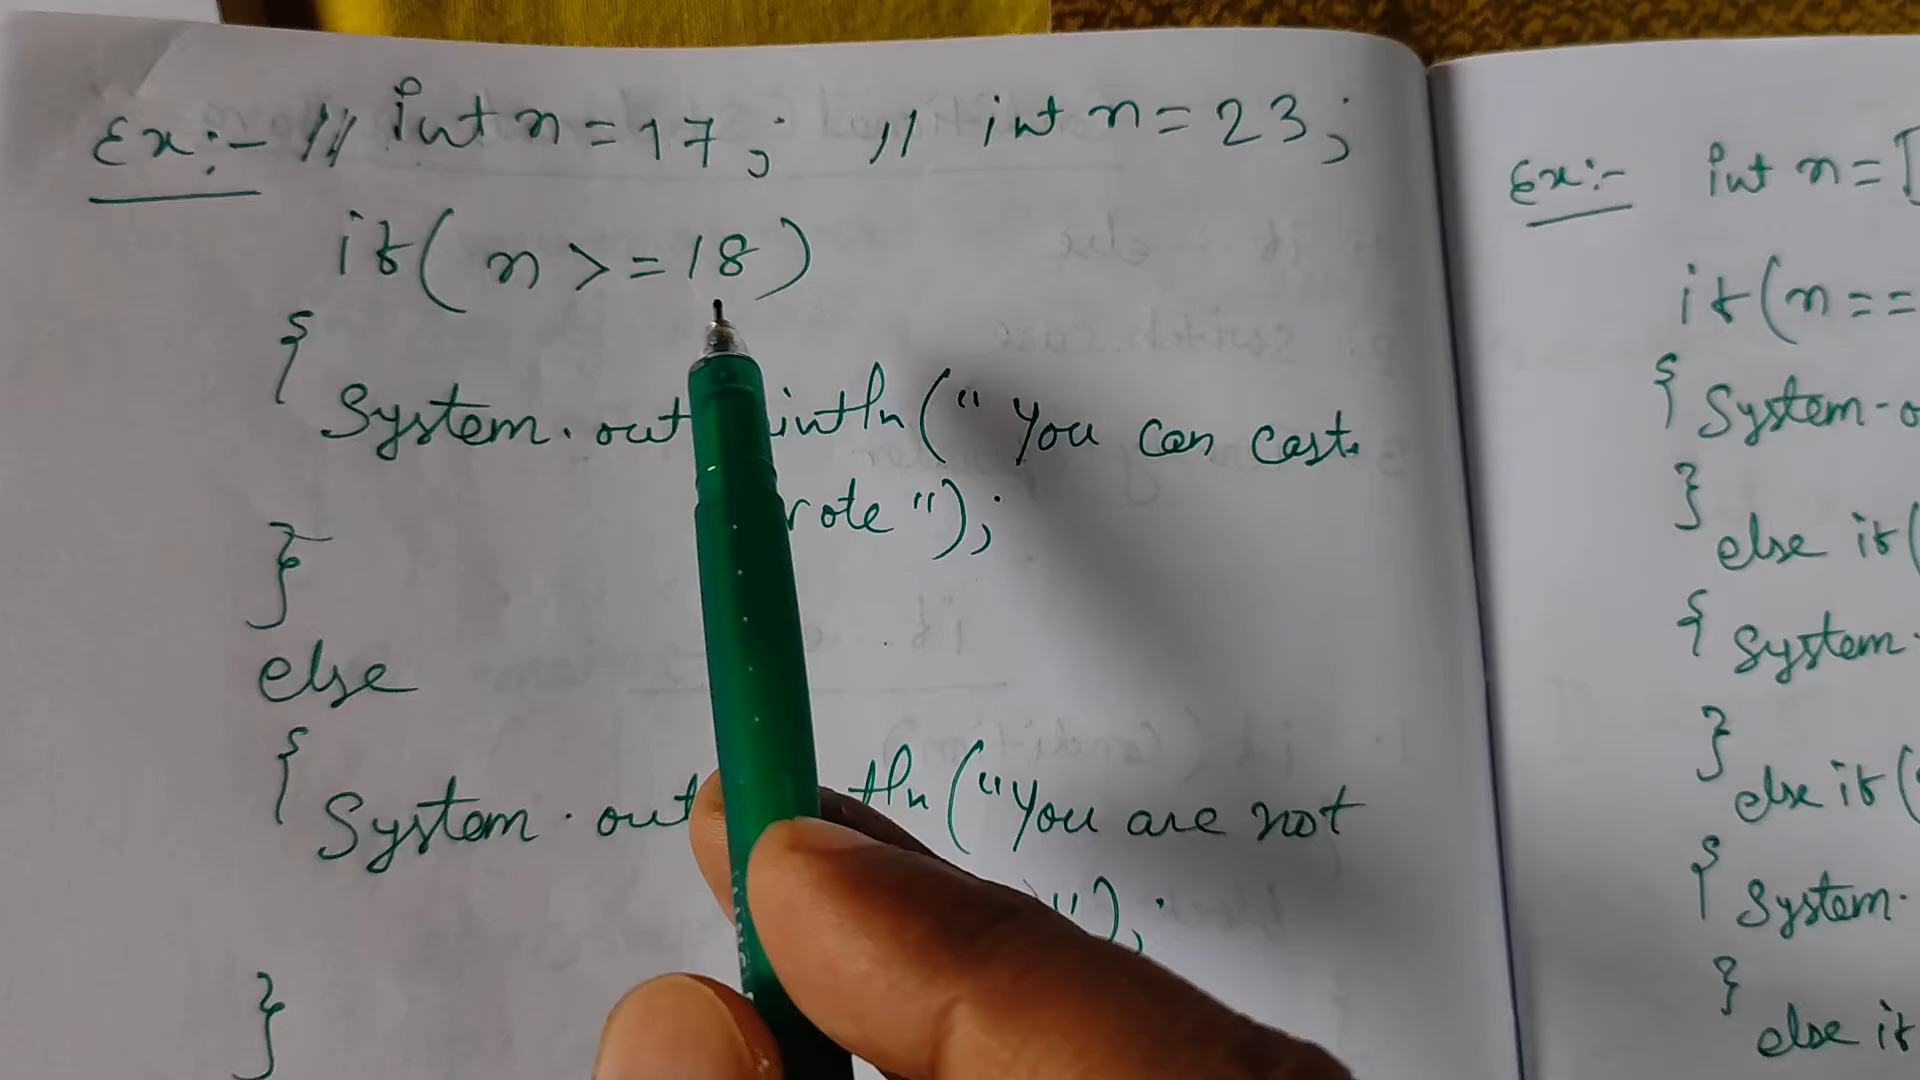 Ex:- // int n = 17; // int n = 23;
if( n >= 18)
{
System.out intln("You can cast
vote");
}
else
{
System.out tln("You are not
");
}
Ex:- int n = [
if(n ==
{ System.o
}
else if(
{ System.
}
else if(
{ System.
}
else if